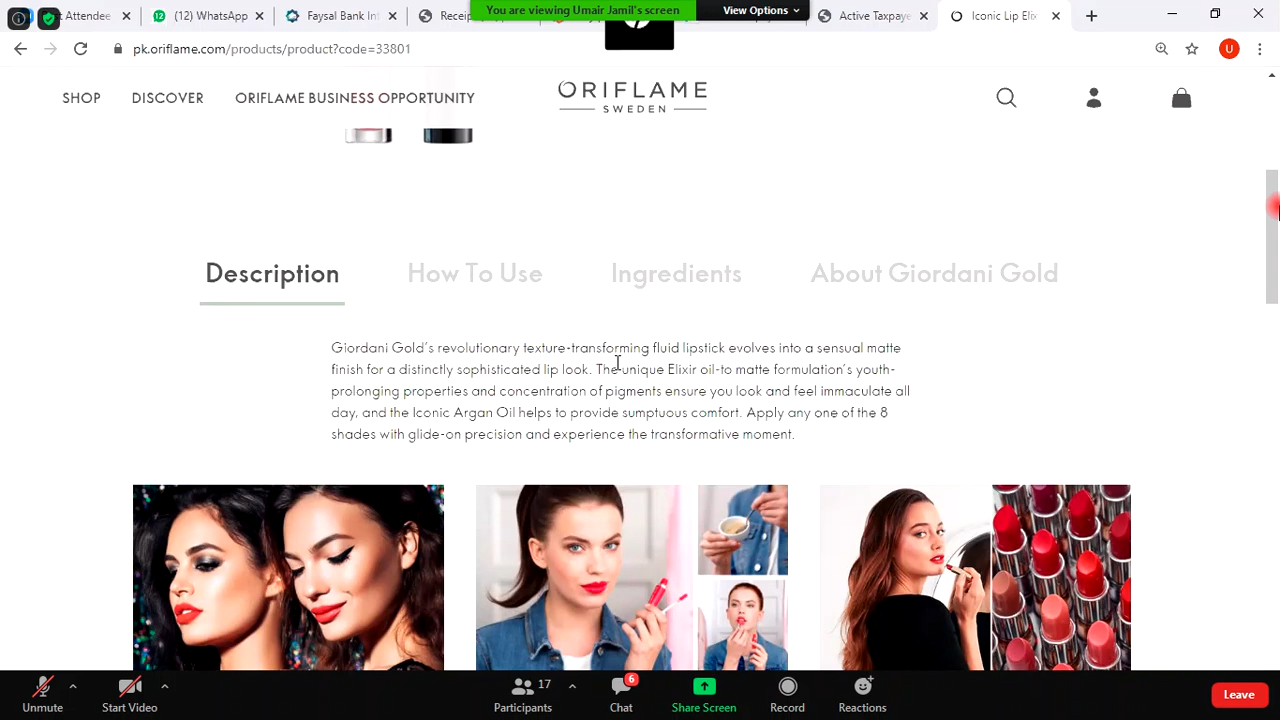 You are viewing Umair Jamil's screen
View Options
Attendee
(12) WhatsApp
Faysal Bank Int
Receip
Active Taxpaye
Iconic Lip Elix
pk.oriflame.com/products/product?code=33801
U
SHOP
DISCOVER
ORIFLAME BUSINESS OPPORTUNITY
ORIFLAME
SWEDEN
Description
How To Use
Ingredients
About Giordani Gold
Giordani Gold's revolutionary texture-transforming fluid lipstick evolves into a sensual matte
finish for a distinctly sophisticated lip look. The unique Elixir oil-to matte formulation's youth-
prolonging properties and concentration of pigments ensure you look and feel immaculate all
day, and the Iconic Argan Oil helps to provide sumptuous comfort. Apply any one of the 8
shades with glide-on precision and experience the transformative moment.
Unmute
Start Video
Participants
17
Chat
6
Share Screen
Record
Reactions
Leave